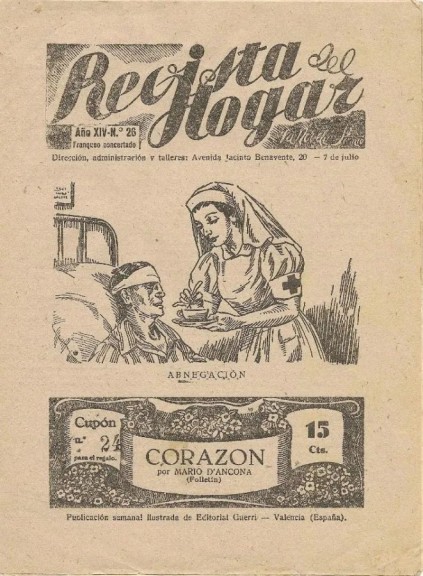 Revista del
Hogar
Año XIV-N.º 26
Franqueo concertado
Dirección, administración y talleres: Avenida Jacinto Benavente, 20 — 7 de julio
ABNEGACIÓN
Cupón
n.º 24
para el regalo.
CORAZON
por MARIO D'ANCONA
(Folletín)
15
Cts.
Publicación semanal ilustrada de Editorial Guerri — Valencia (España).